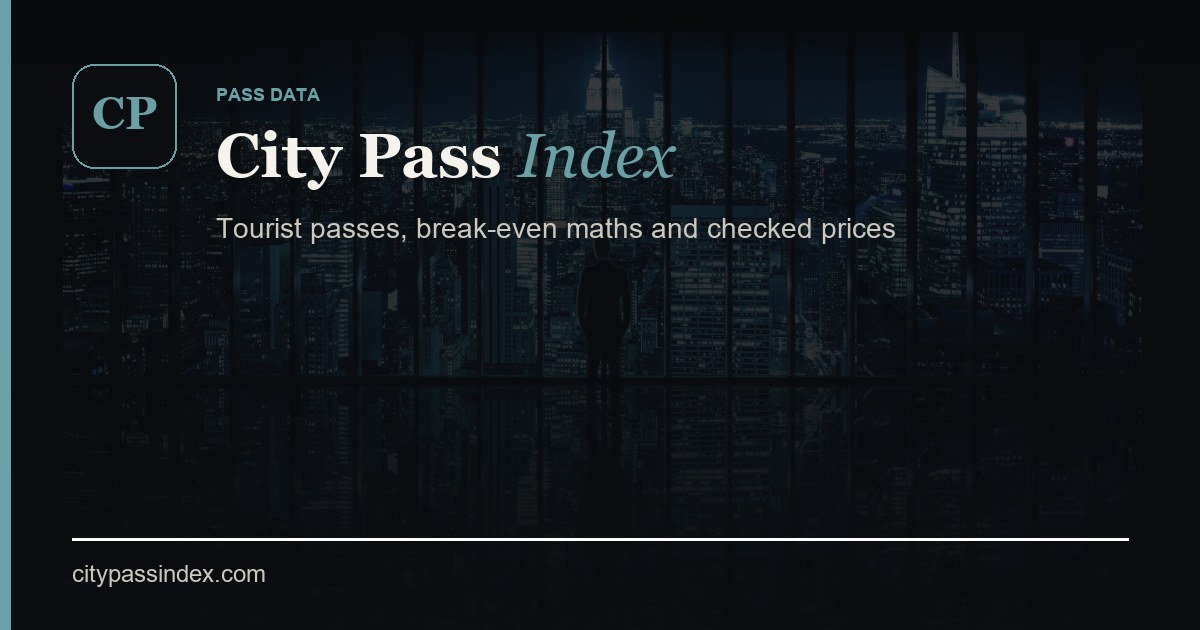 CP
PASS DATA
City Pass Index
Tourist passes, break-even maths and checked prices
citypassindex.com